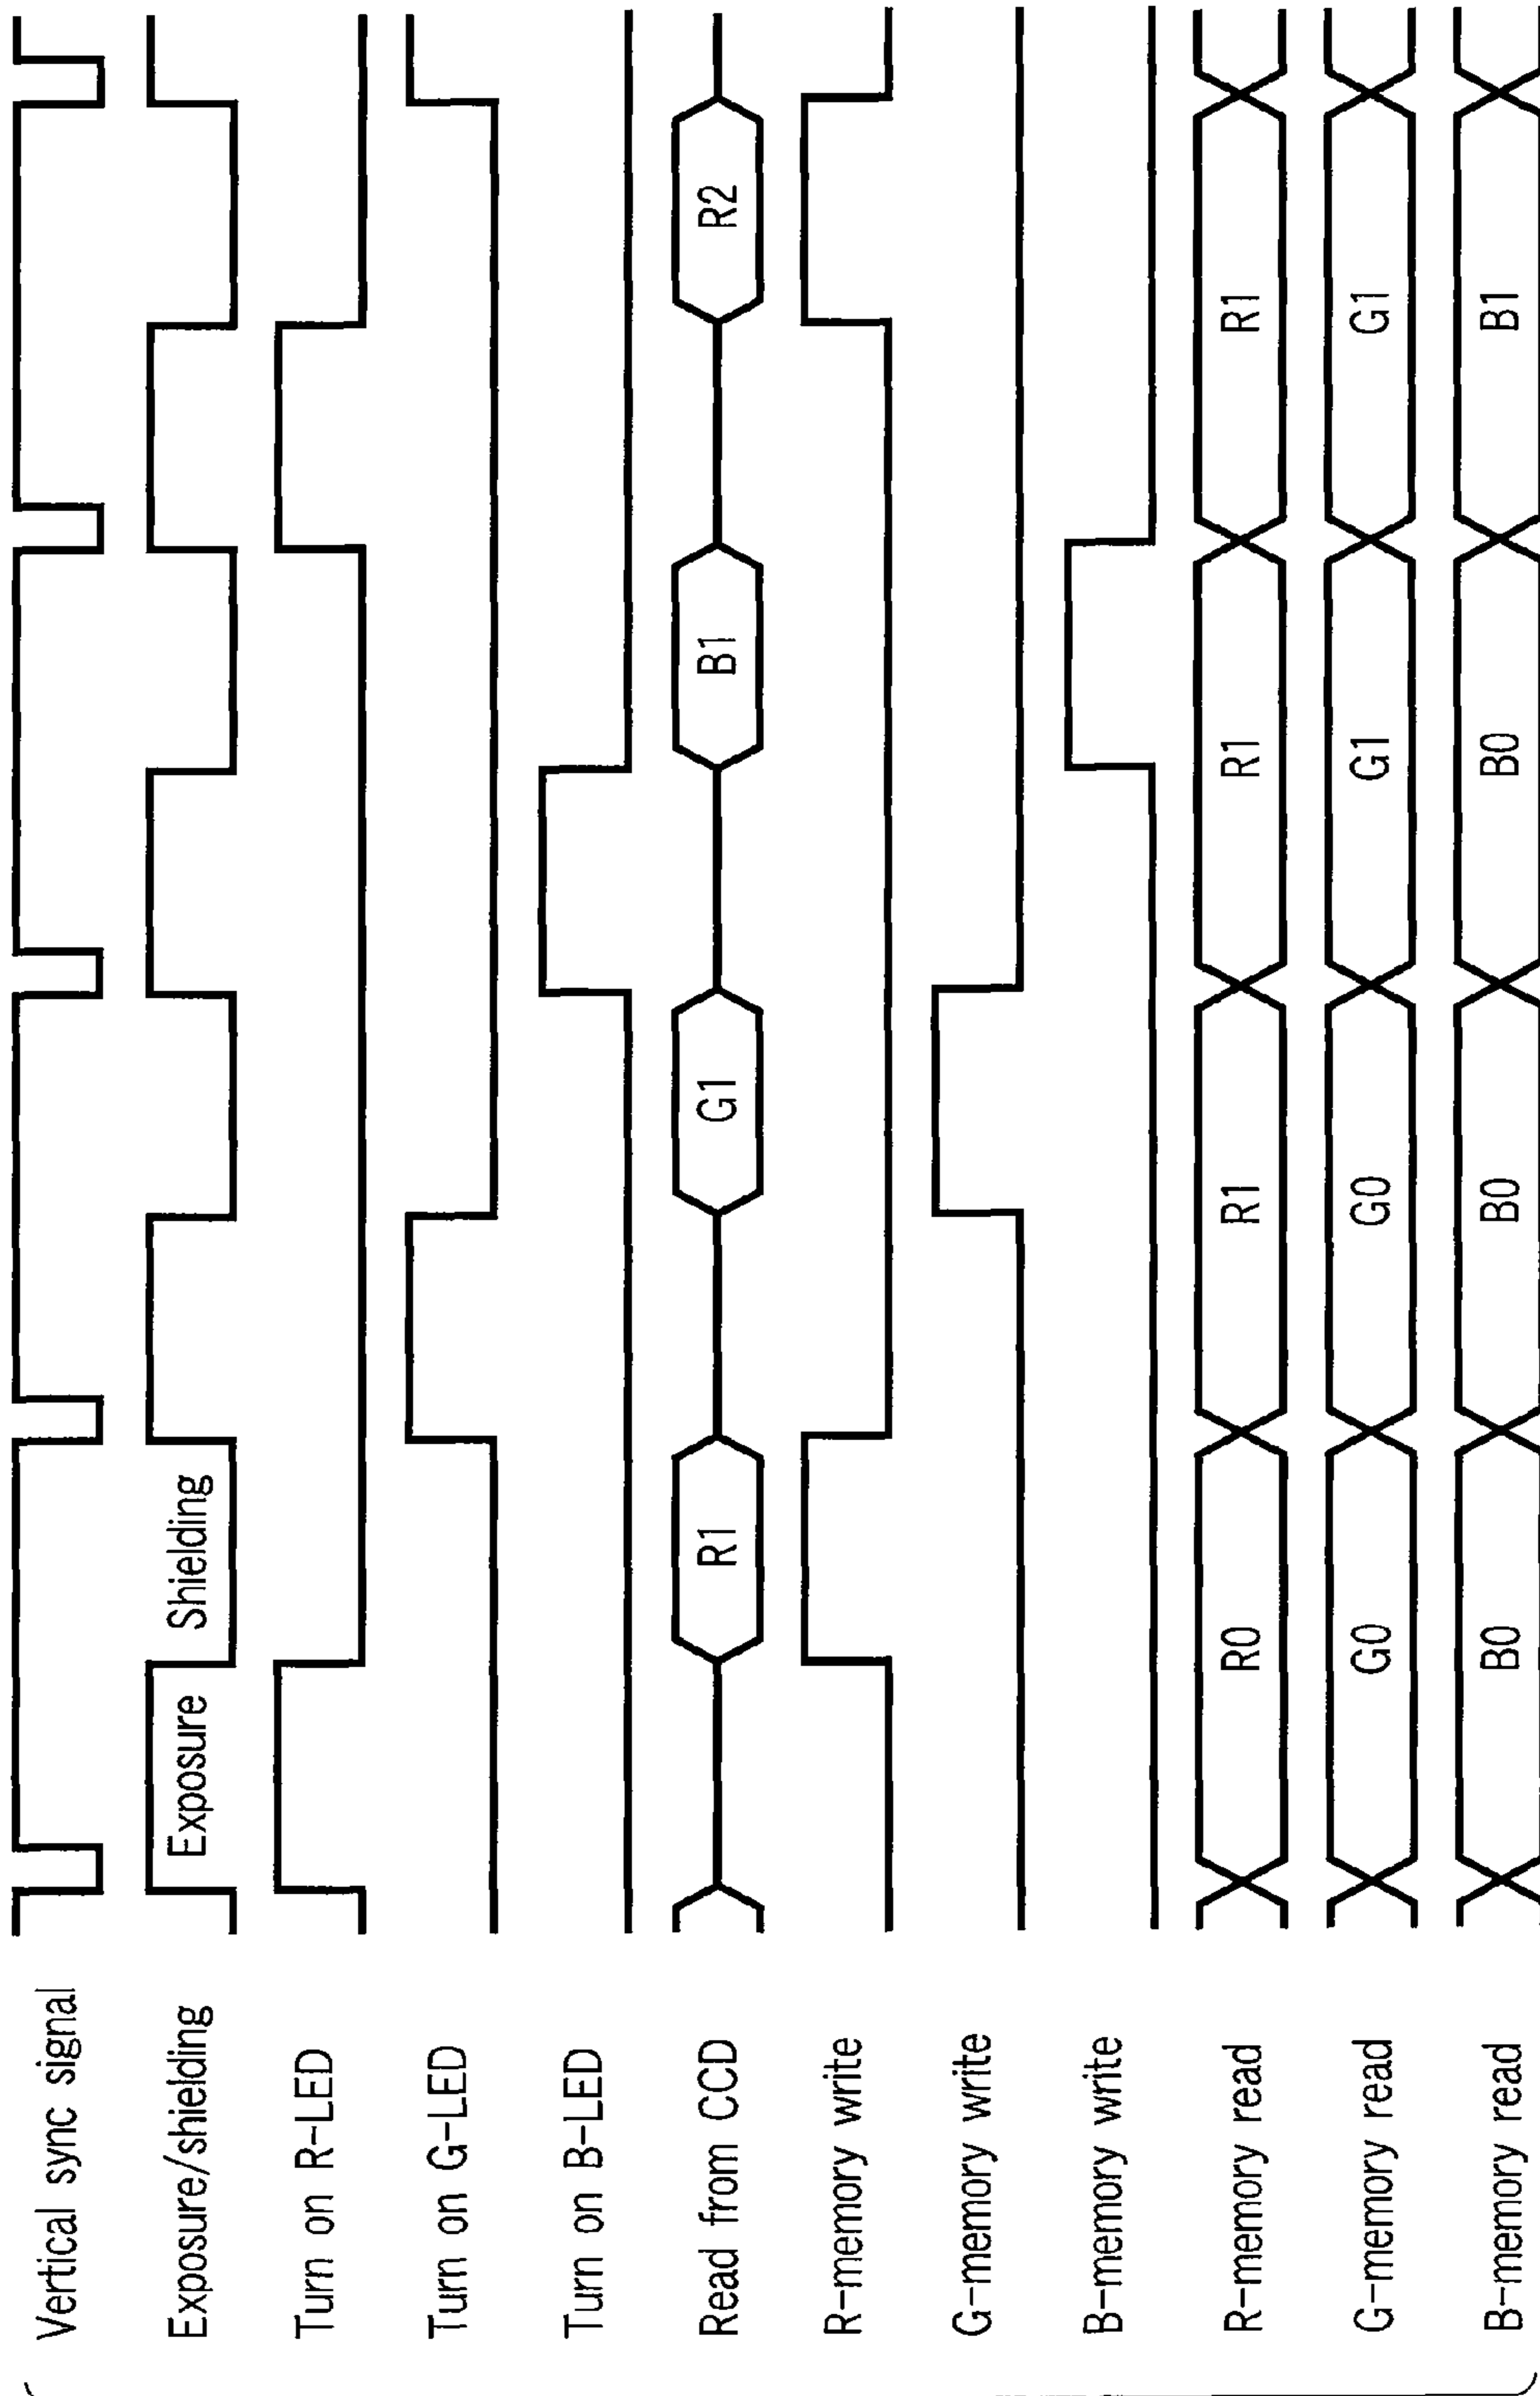 Vertical sync signal
Exposure/shielding
Exposure
Shielding
Turn on R-LED
Turn on G-LED
Turn on B-LED
Read from CCD
R1
G1
B1
R2
R-memory write
G-memory write
B-memory write
R-memory read
R0
R1
R1
R1
G-memory read
G0
G0
G1
G1
B-memory read
B0
B0
B0
B1